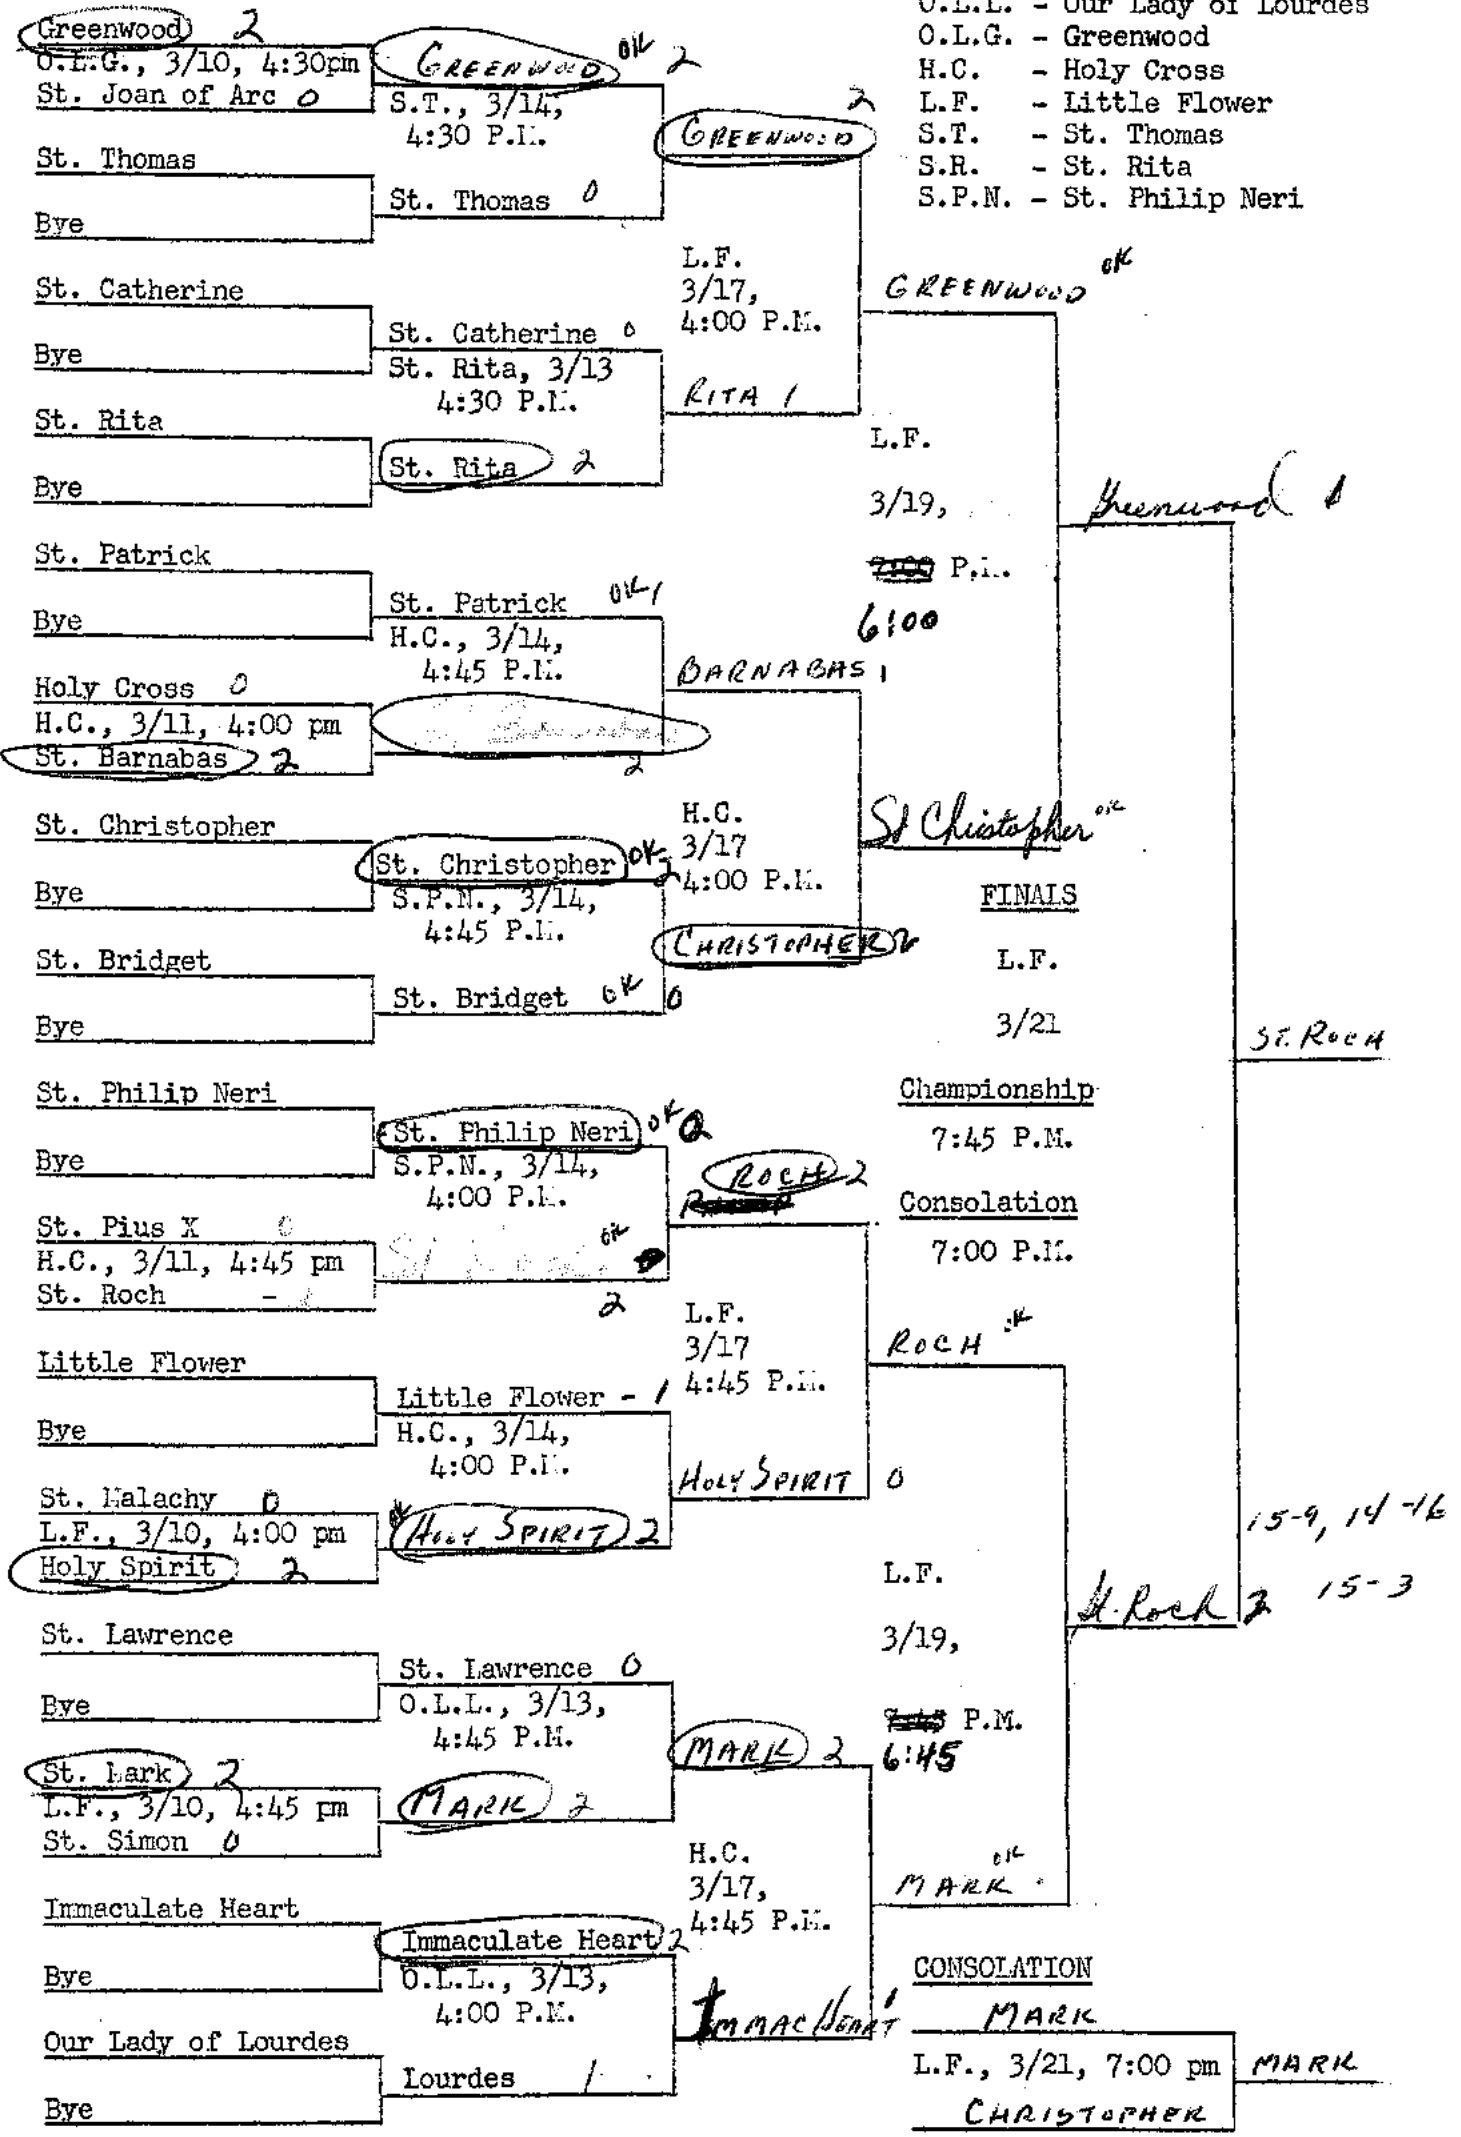 O.L.L. - Our Lady of Lourdes
O.L.G. - Greenwood
H.C. - Holy Cross
L.F. - Little Flower
S.T. - St. Thomas
S.R. - St. Rita
S.P.N. - St. Philip Neri
Greenwood 2
O.L.G., 3/10, 4:30pm
St. Joan of Arc 0
St. Thomas
Bye
St. Catherine
Bye
St. Rita
Bye
St. Patrick
Bye
Holy Cross 0
H.C., 3/11, 4:00 pm
St. Barnabas 2
St. Christopher
Bye
St. Bridget
Bye
St. Philip Neri
Bye
St. Pius X 0
H.C., 3/11, 4:45 pm
St. Roch -
Little Flower
Bye
St. Malachy 0
L.F., 3/10, 4:00 pm
Holy Spirit 2
St. Lawrence
Bye
St. Mark 2
L.F., 3/10, 4:45 pm
St. Simon 0
Immaculate Heart
Bye
Our Lady of Lourdes
Bye
GREENWOOD OK 2
S.T., 3/14,
4:30 P.M.
St. Thomas 0
St. Catherine 0
St. Rita, 3/13
4:30 P.M.
St. Rita 2
St. Patrick OK 1
H.C., 3/14,
4:45 P.M.
2
St. Christopher OK 2
S.P.N., 3/14,
4:45 P.M.
St. Bridget OK 0
St. Philip Neri OK 0
S.P.N., 3/14,
4:00 P.M.
OK
2
Little Flower - 1
H.C., 3/14,
4:00 P.M.
OK HOLY SPIRIT 2
St. Lawrence 0
O.L.L., 3/13,
4:45 P.M.
MARK 2
Immaculate Heart 2
O.L.L., 3/13,
4:00 P.M.
Lourdes 1
GREENWOOD 2
L.F.
3/17,
4:00 P.M.
RITA 1
BARNABAS 1
H.C.
3/17
4:00 P.M.
CHRISTOPHER 2
ROCH 2
L.F.
3/17
4:45 P.M.
HOLY SPIRIT 0
MARK 2
H.C.
3/17,
4:45 P.M.
IMMAC HEART 1
GREENWOOD OK
L.F.
3/19,
7:00 P.M.
6:00
St Christopher OK
FINALS
L.F.
3/21
Championship
7:45 P.M.
Consolation
7:00 P.M.
ROCH OK
L.F.
3/19,
P.M.
6:45
MARK OK
Greenwood 1
ST. ROCH
15-9, 14-16
15-3
St. Roch 2
CONSOLATION
MARK
L.F., 3/21, 7:00 pm
CHRISTOPHER
MARK